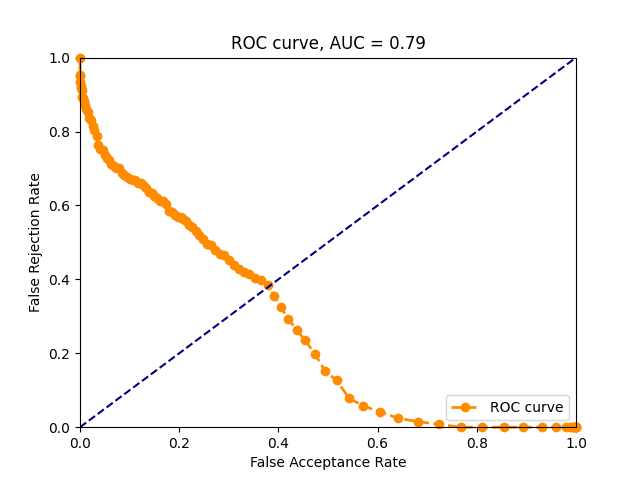 ROC curve, AUC = 0.79
1.0
0.8
0.6
0.4
0.2
0.0
False Rejection Rate
ROC curve
0.0 0.2 0.4 0.6 0.8 1.0
False Acceptance Rate